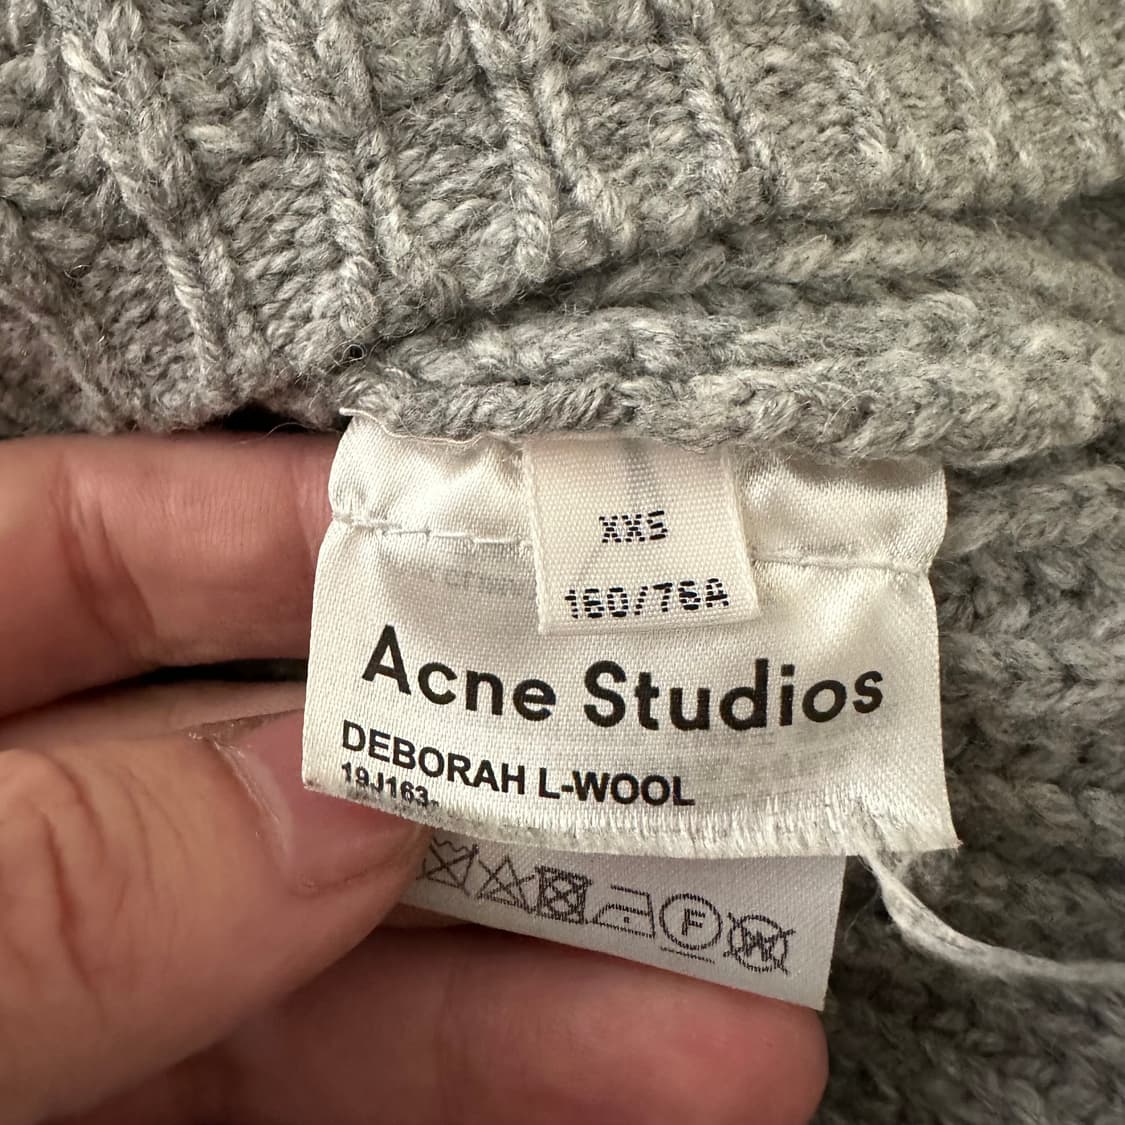 XXS
160/76A
Acne Studios
DEBORAH L-WOOL
19J163-
F
W